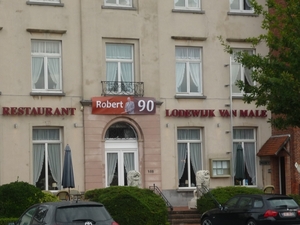 Robert 90
RESTAURANT
LODEWIJK VAN MALE